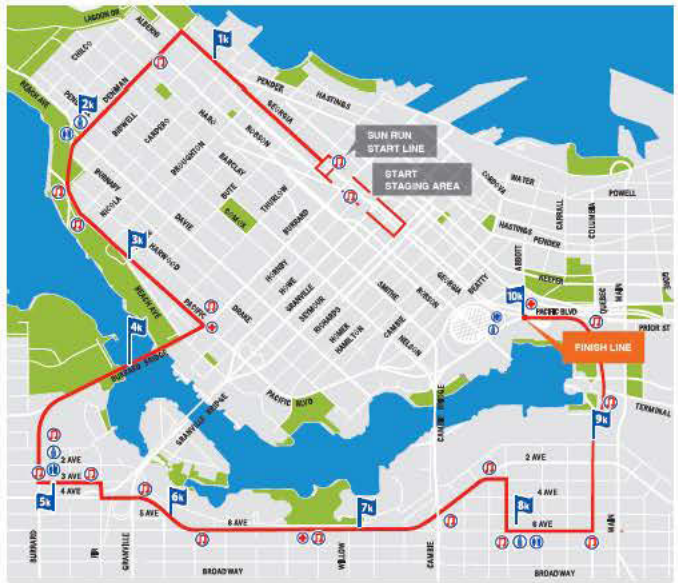 LAGOON DR
ALBERNI
1k
CHILCO
BEACH AVE
DENMAN
2k
PENDER
HASTINGS
GEORGIA
BIDWELL
CARDERO
HARO
ROBSON
SUN RUN
START LINE
START
STAGING AREA
BROUGHTON
BARCLAY
BUTE
THURLOW
BURRARD
BURNABY
NICOLA
DAVIE
CORDOVA
WATER
POWELL
CARRALL
COLUMBIA
HASTINGS
PENDER
ABBOTT
KEEFER
3k
HARWOOD
BEACH AVE
PACIFIC
DRAKE
HORNBY
HOWE
GRANVILLE
SEYMOUR
RICHARDS
HOMER
HAMILTON
SMITHE
ROBSON
GEORGIA
BEATTY
CAMBIE
NELSON
10k
PACIFIC BLVD
QUEBEC
MAIN
GORE
PRIOR ST
FINISH LINE
4k
BURRARD BRIDGE
GRANVILLE BRIDGE
PACIFIC BLVD
9k
TERMINAL
2 AVE
3 AVE
4 AVE
5k
5 AVE
6k
6 AVE
7k
2 AVE
4 AVE
8k
6 AVE
MAIN
BURRARD
FIR
GRANVILLE
WILLOW
CAMBIE
BROADWAY
BROADWAY